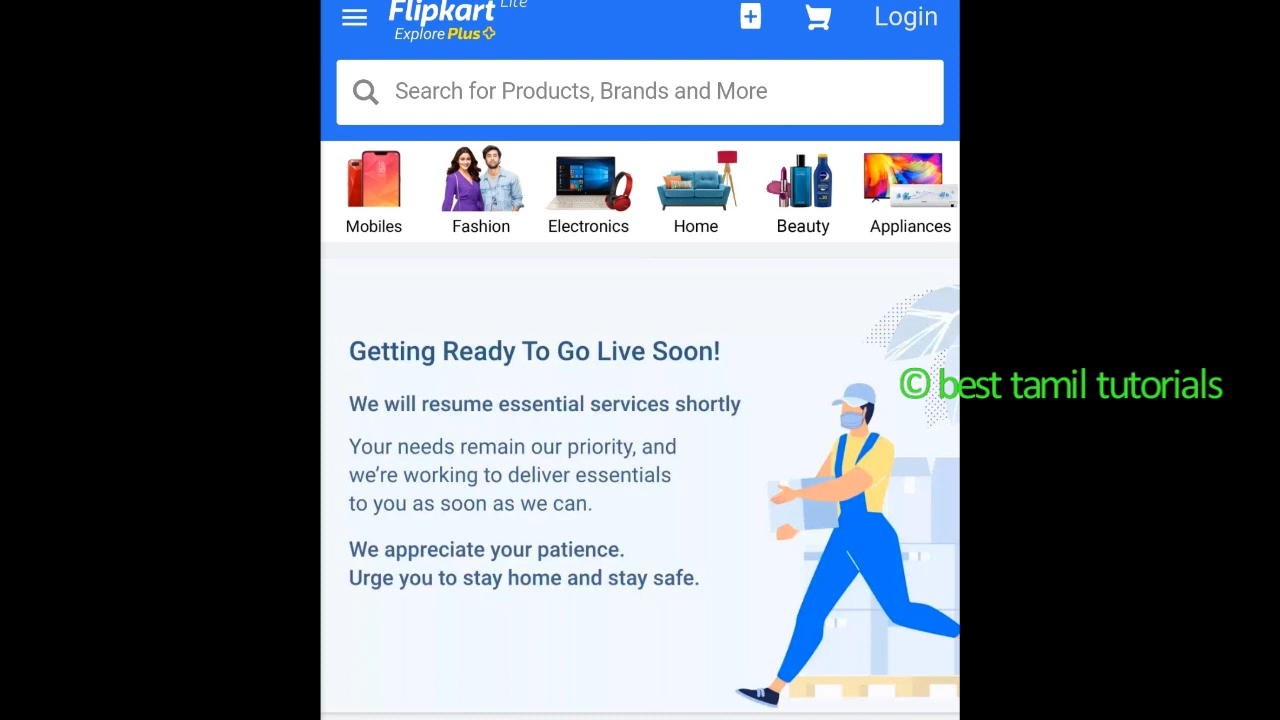 Flipkart Lite
Explore Plus
Login
Search for Products, Brands and More
Mobiles Fashion Electronics Home Beauty Appliances
Getting Ready To Go Live Soon!
We will resume essential services shortly
Your needs remain our priority, and
we’re working to deliver essentials
to you as soon as we can.
We appreciate your patience.
Urge you to stay home and stay safe.
© best tamil tutorials